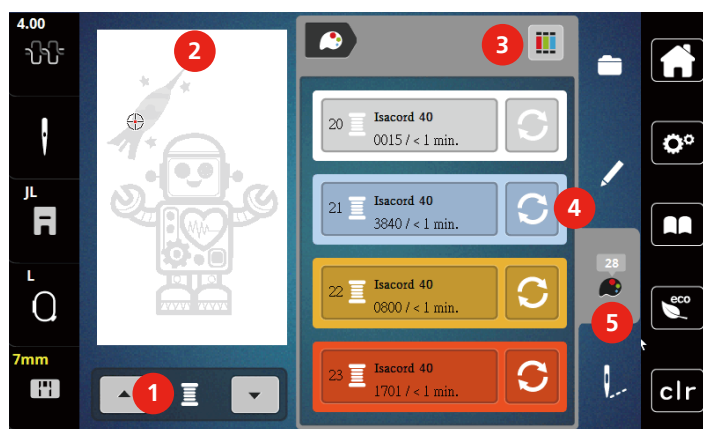 4.00
2
3
20 Isacord 40
0015 / < 1 min.
JL
21 Isacord 40
3840 / < 1 min.
4
28
L
22 Isacord 40
0800 / < 1 min.
eco
5
7mm
23 Isacord 40
1701 / < 1 min.
1
clr